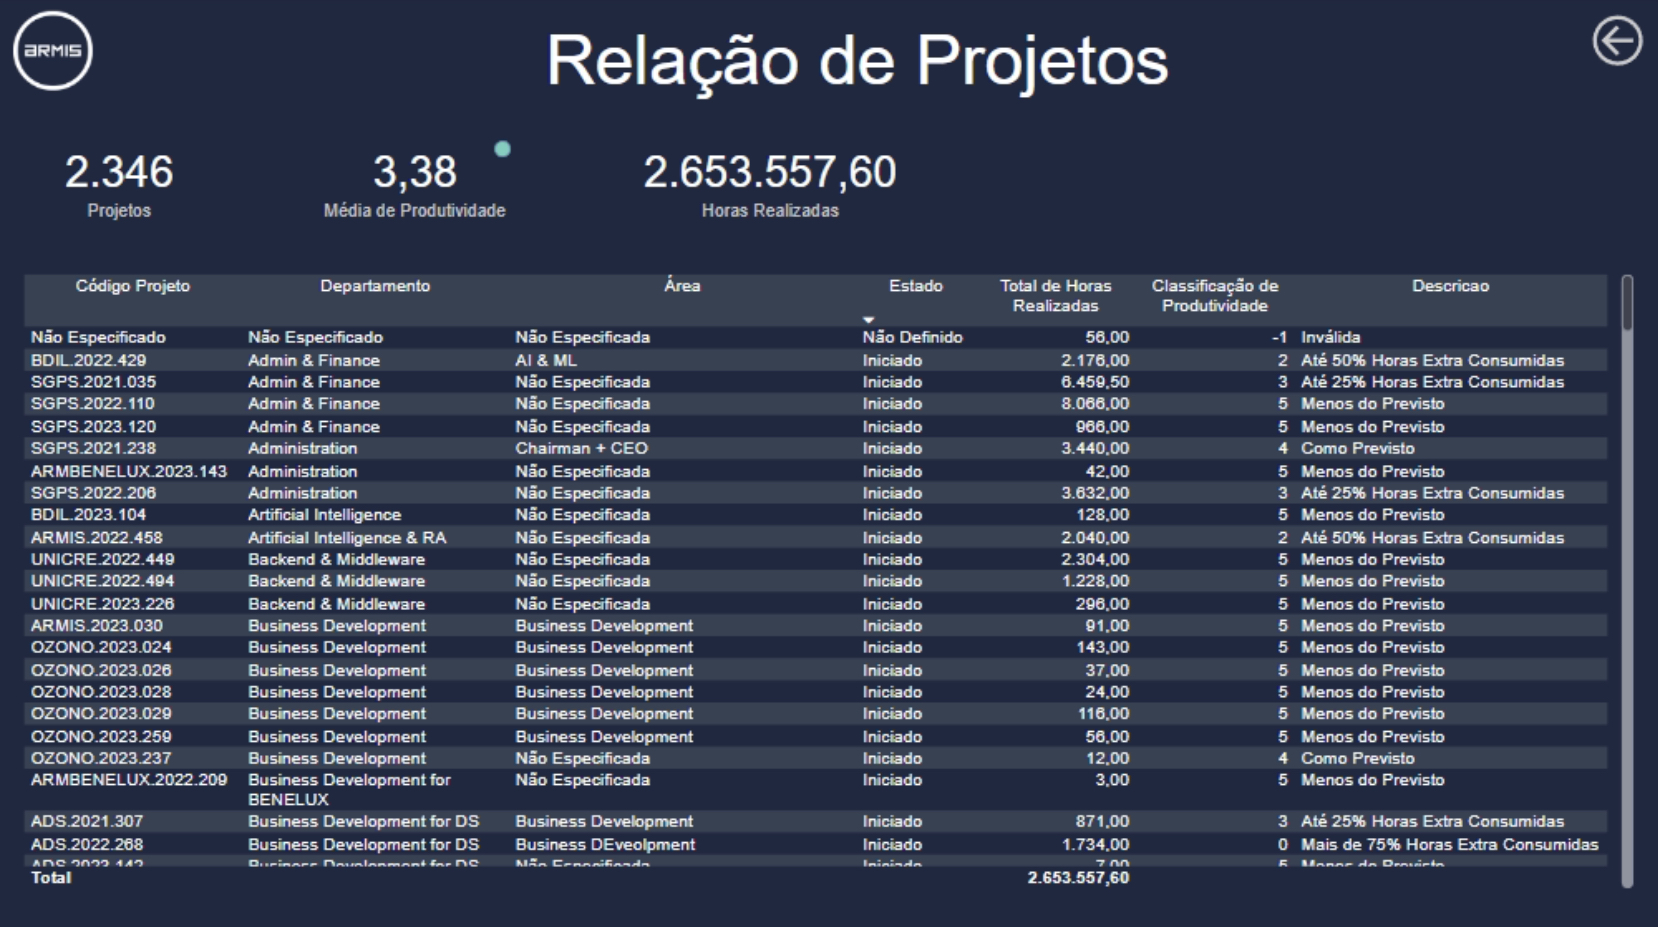 ARMIS
Relação de Projetos
2.346
Projetos
3,38
Média de Produtividade
2.653.557,60
Horas Realizadas
Código Projeto Departamento Área Estado Total de Horas Realizadas Classificação de Produtividade Descricao
Não Especificado Não Especificado Não Especificada Não Definido 56,00 -1 Inválida
BDIL.2022.429 Admin & Finance AI & ML Iniciado 2.176,00 2 Até 50% Horas Extra Consumidas
SGPS.2021.035 Admin & Finance Não Especificada Iniciado 6.459,50 3 Até 25% Horas Extra Consumidas
SGPS.2022.110 Admin & Finance Não Especificada Iniciado 8.066,00 5 Menos do Previsto
SGPS.2023.120 Admin & Finance Não Especificada Iniciado 966,00 5 Menos do Previsto
SGPS.2021.238 Administration Chairman + CEO Iniciado 3.440,00 4 Como Previsto
ARMBENELUX.2023.143 Administration Não Especificada Iniciado 42,00 5 Menos do Previsto
SGPS.2022.206 Administration Não Especificada Iniciado 3.632,00 3 Até 25% Horas Extra Consumidas
BDIL.2023.104 Artificial Intelligence Não Especificada Iniciado 128,00 5 Menos do Previsto
ARMIS.2022.458 Artificial Intelligence & RA Não Especificada Iniciado 2.040,00 2 Até 50% Horas Extra Consumidas
UNICRE.2022.449 Backend & Middleware Não Especificada Iniciado 2.304,00 5 Menos do Previsto
UNICRE.2022.494 Backend & Middleware Não Especificada Iniciado 1.228,00 5 Menos do Previsto
UNICRE.2023.226 Backend & Middleware Não Especificada Iniciado 296,00 5 Menos do Previsto
ARMIS.2023.030 Business Development Business Development Iniciado 91,00 5 Menos do Previsto
OZONO.2023.024 Business Development Business Development Iniciado 143,00 5 Menos do Previsto
OZONO.2023.026 Business Development Business Development Iniciado 37,00 5 Menos do Previsto
OZONO.2023.028 Business Development Business Development Iniciado 24,00 5 Menos do Previsto
OZONO.2023.029 Business Development Business Development Iniciado 116,00 5 Menos do Previsto
OZONO.2023.259 Business Development Business Development Iniciado 56,00 5 Menos do Previsto
OZONO.2023.237 Business Development Não Especificada Iniciado 12,00 4 Como Previsto
ARMBENELUX.2022.209 Business Development for BENELUX Não Especificada Iniciado 3,00 5 Menos do Previsto
ADS.2021.307 Business Development for DS Business Development Iniciado 871,00 3 Até 25% Horas Extra Consumidas
ADS.2022.268 Business Development for DS Business DEveolpment Iniciado 1.734,00 0 Mais de 75% Horas Extra Consumidas
ADS.2023.142 Business Development for DS Não Especificada Iniciado 7,00 5 Menos do Previsto
Total 2.653.557,60